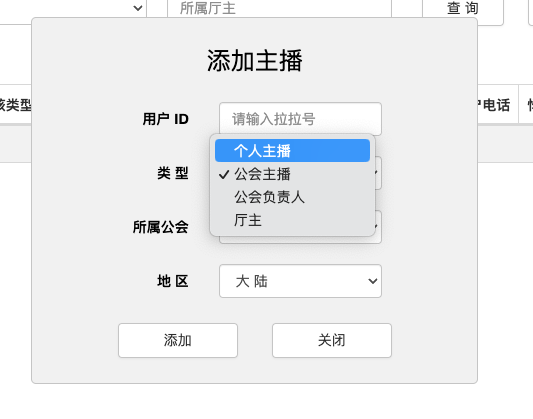 所属厅主
查 询
添加主播
核类型
户电话
用户 ID
请输入拉拉号
个人主播
类 型
✓ 公会主播
公会负责人
所属公会
厅主
地 区
大 陆
添加
关闭